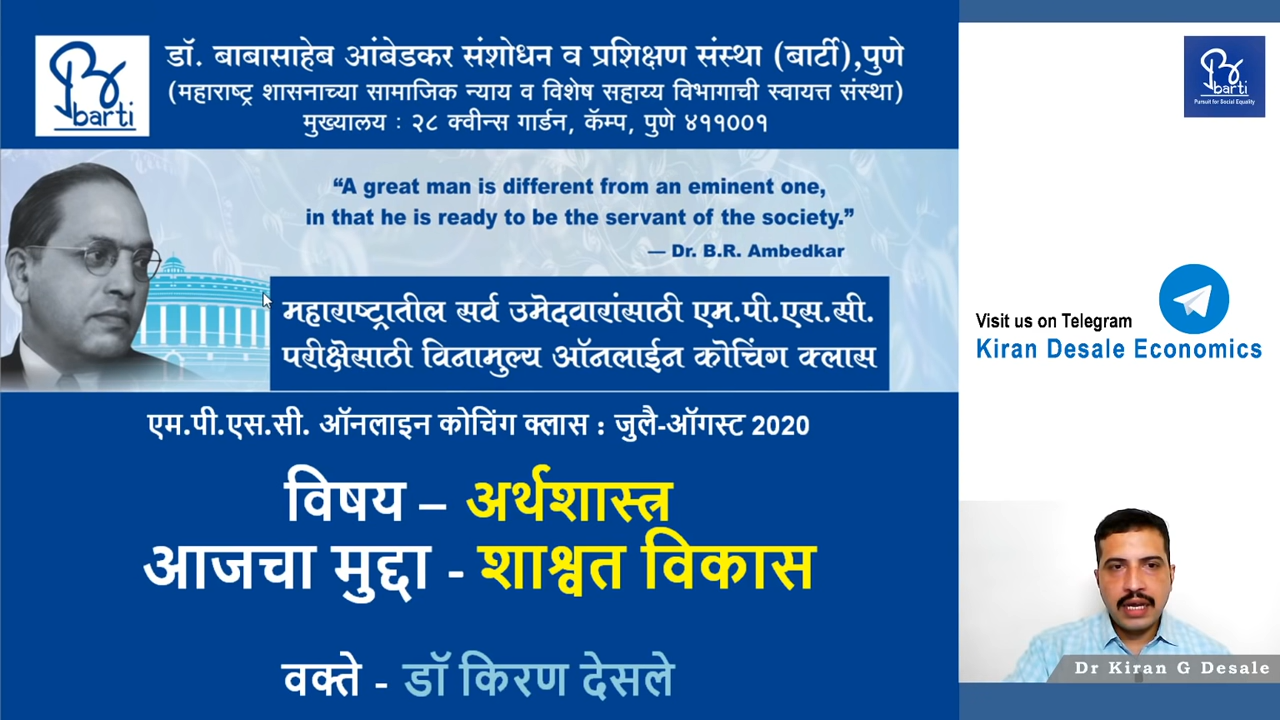 barti
डॉ. बाबासाहेब आंबेडकर संशोधन व प्रशिक्षण संस्था (बार्टी),पुणे
(महाराष्ट्र शासनाच्या सामाजिक न्याय व विशेष सहाय्य विभागाची स्वायत्त संस्था)
मुख्यालय : २८ क्वीन्स गार्डन, कॅम्प, पुणे ४११००१
“A great man is different from an eminent one,
in that he is ready to be the servant of the society.”
— Dr. B.R. Ambedkar
महाराष्ट्रातील सर्व उमेदवारांसाठी एम.पी.एस.सी.
परीक्षेसाठी विनामुल्य ऑनलाईन कोचिंग क्लास
एम.पी.एस.सी. ऑनलाइन कोचिंग क्लास : जुलै-ऑगस्ट 2020
विषय – अर्थशास्त्र
आजचा मुद्दा - शाश्वत विकास
वक्ते - डॉ किरण देसले
barti
Pursuit for Social Equality
Visit us on Telegram
Kiran Desale Economics
Dr Kiran G Desale